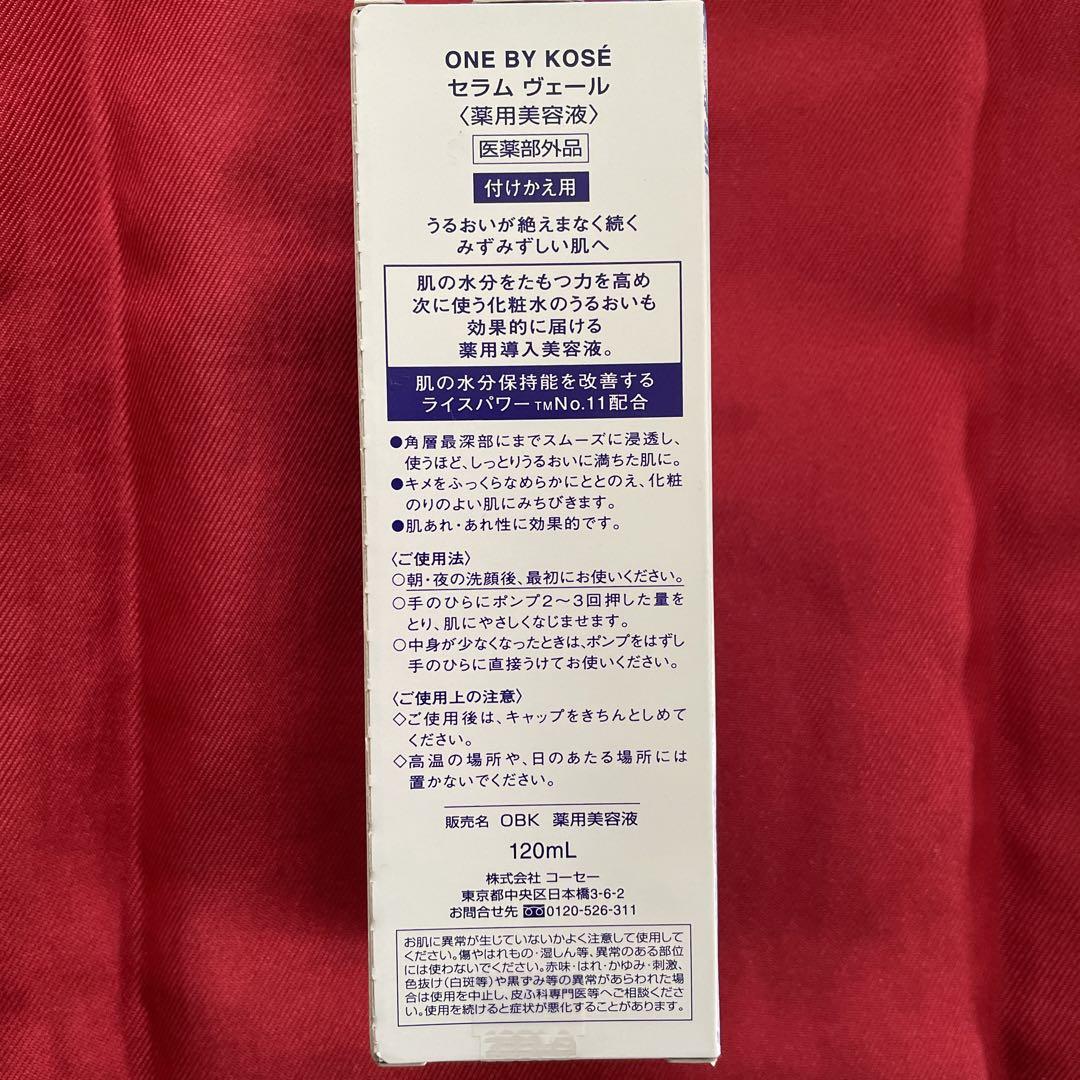 ONE BY KOSÉ
セラム ヴェール
〈薬用美容液〉
医薬部外品
付けかえ用
うるおいが絶えまなく続く
みずみずしい肌へ
肌の水分をたもつ力を高め
次に使う化粧水のうるおいも
効果的に届ける
薬用導入美容液。
肌の水分保持能を改善する
ライスパワー TMNo.11配合
●角層最深部にまでスムーズに浸透し、
使うほど、しっとりうるおいに満ちた肌に。
●キメをふっくらなめらかにととのえ、化粧
のりのよい肌にみちびきます。
●肌あれ・あれ性に効果的です。
〈ご使用法〉
○朝・夜の洗顔後、最初にお使いください。
○手のひらにポンプ2～3回押した量を
とり、肌にやさしくなじませます。
○中身が少なくなったときは、ポンプをはずし
手のひらに直接うけてお使いください。
〈ご使用上の注意〉
◇ご使用後は、キャップをきちんとしめて
ください。
◇高温の場所や、日のあたる場所には
置かないでください。
販売名 OBK 薬用美容液
120mL
株式会社 コーセー
東京都中央区日本橋3-6-2
お問合せ先 0120-526-311
お肌に異常が生じていないかよく注意して使用して
ください。傷やはれもの・湿しん等、異常のある部位
には使わないでください。赤味・はれ・かゆみ・刺激、
色抜け(白斑等)や黒ずみ等の異常があらわれた場
合は使用を中止し、皮ふ科専門医等へご相談くださ
い。使用を続けると症状が悪化することがあります。